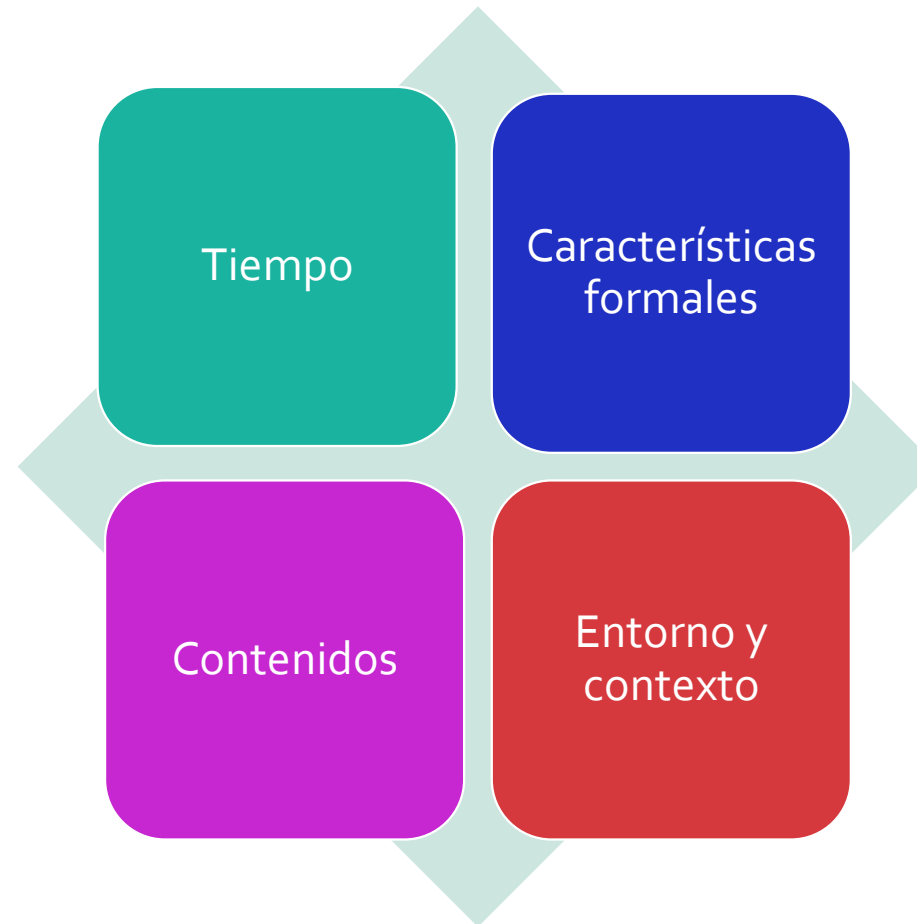 Tiempo
Características
formales
Contenidos
Entorno y
contexto